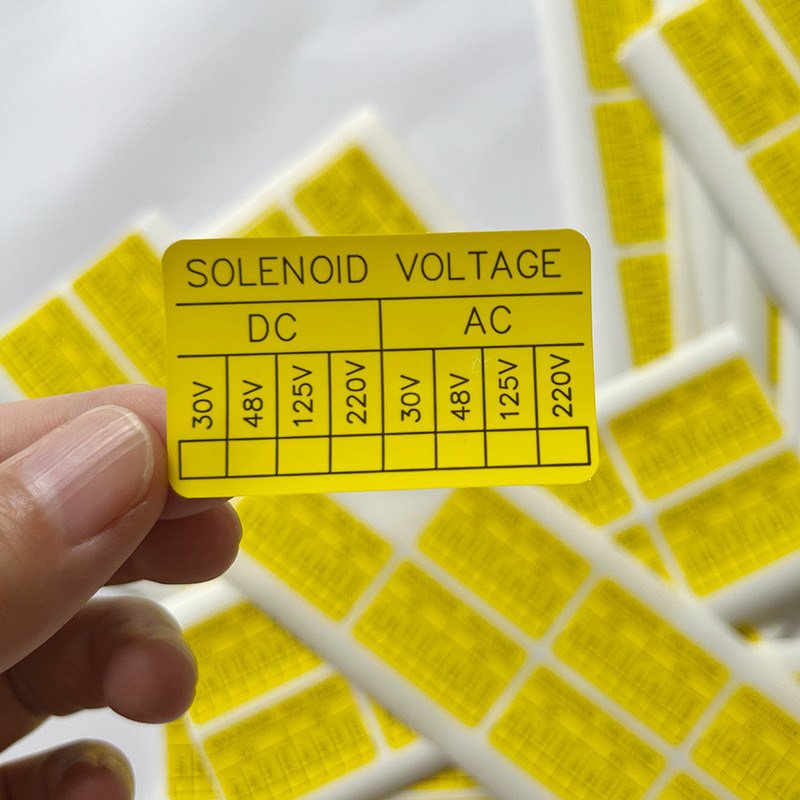 SOLENOID VOLTAGE
DC AC
30V 48V 125V 220V 30V 48V 125V 220V